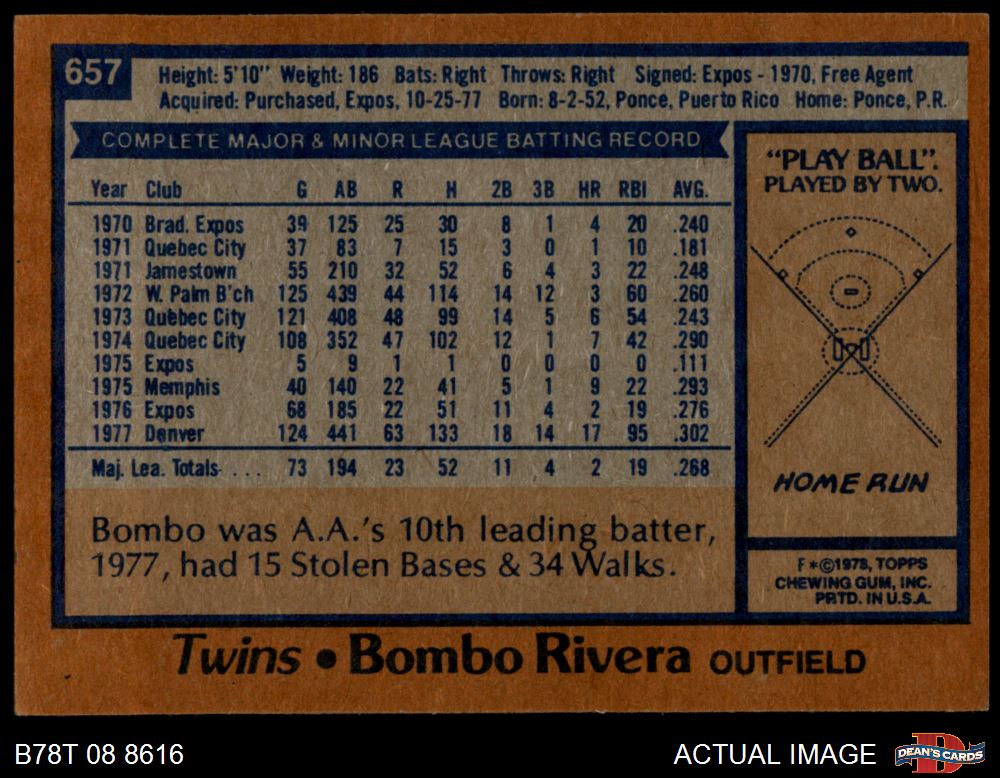 657
Height: 5'10" Weight: 186 Bats: Right Throws: Right Signed: Expos - 1970, Free Agent
Acquired: Purchased, Expos, 10-25-77 Born: 8-2-52, Ponce, Puerto Rico Home: Ponce, P.R.
COMPLETE MAJOR & MINOR LEAGUE BATTING RECORD
Year Club G AB R H 2B 3B HR RBI AVG.
1970 Brad. Expos 39 125 25 30 8 1 4 20 .240
1971 Quebec City 37 83 7 15 3 0 1 10 .181
1971 Jamestown 55 210 32 52 6 4 3 22 .248
1972 W. Palm B'ch 125 439 44 114 14 12 3 60 .260
1973 Quebec City 121 408 48 99 14 5 6 54 .243
1974 Quebec City 108 352 47 102 12 1 7 42 .290
1975 Expos 5 9 1 1 0 0 0 0 .111
1975 Memphis 40 140 22 41 5 1 9 22 .293
1976 Expos 68 185 22 51 11 4 2 19 .276
1977 Denver 124 441 63 133 18 14 17 95 .302
Maj. Lea. Totals . . . . 73 194 23 52 11 4 2 19 .268
Bombo was A.A.'s 10th leading batter,
1977, had 15 Stolen Bases & 34 Walks.
"PLAY BALL".
PLAYED BY TWO.
HOME RUN
F * © 1978, TOPPS
CHEWING GUM, INC.
PRTD. IN U.S.A.
Twins • Bombo Rivera OUTFIELD
B78T 08 8616
ACTUAL IMAGE
D
DEAN'S CARDS